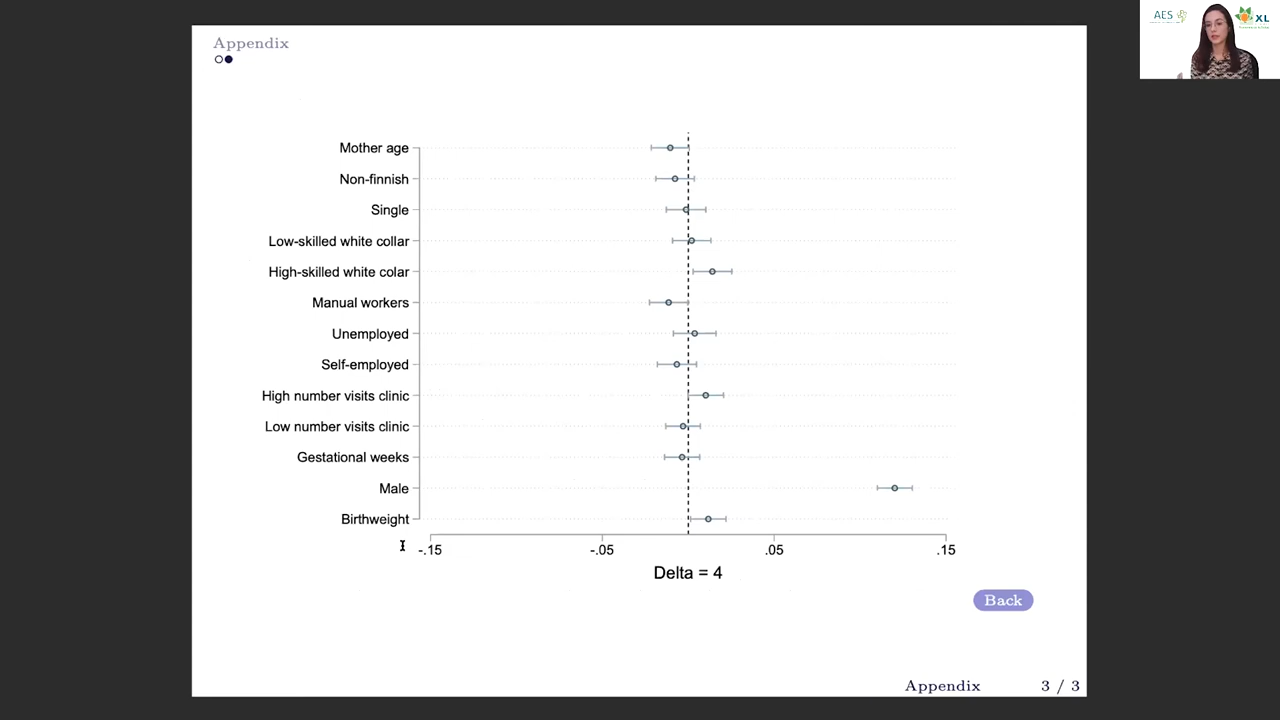 AES
XL
Appendix
Mother age
Non-finnish
Single
Low-skilled white collar
High-skilled white colar
Manual workers
Unemployed
Self-employed
High number visits clinic
Low number visits clinic
Gestational weeks
Male
Birthweight
-.15 -.05 .05 .15
Delta = 4
Back
Appendix 3 / 3